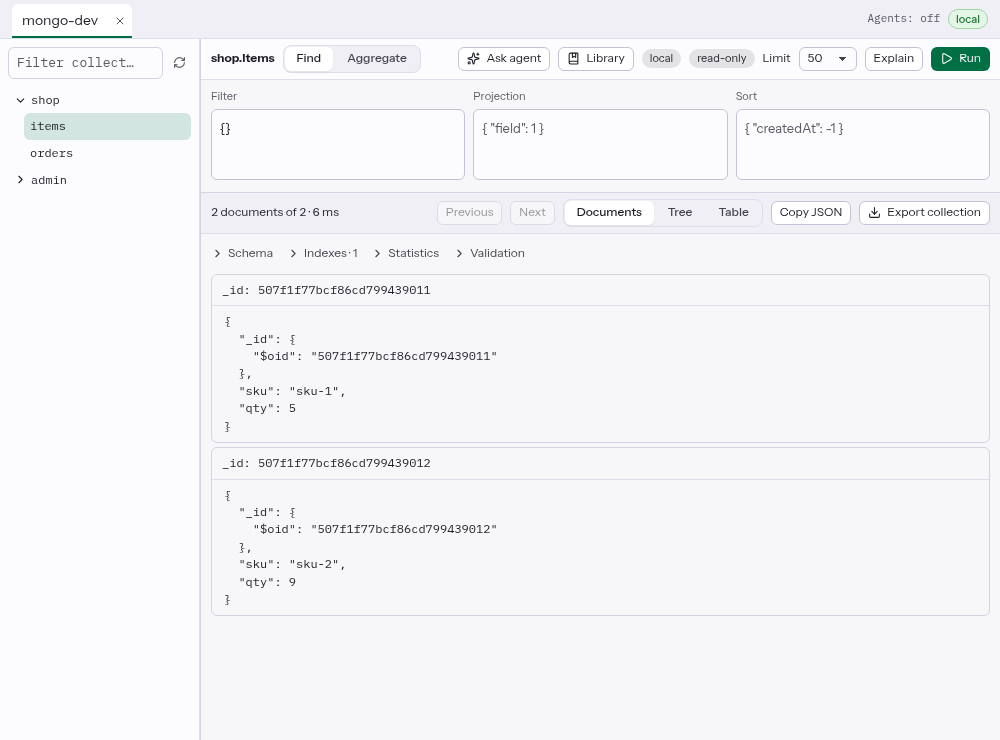 mongo-dev
Agents: off local
Filter collect…
shop.Items Find Aggregate Ask agent Library local read-only Limit 50 Explain Run
shop
items
orders
admin
Filter Projection Sort
{} { "field": 1 } { "createdAt": -1 }
2 documents of 2 · 6 ms Previous Next Documents Tree Table Copy JSON Export collection
Schema Indexes · 1 Statistics Validation
_id: 507f1f77bcf86cd799439011
{
"_id": {
"$oid": "507f1f77bcf86cd799439011"
},
"sku": "sku-1",
"qty": 5
}
_id: 507f1f77bcf86cd799439012
{
"_id": {
"$oid": "507f1f77bcf86cd799439012"
},
"sku": "sku-2",
"qty": 9
}